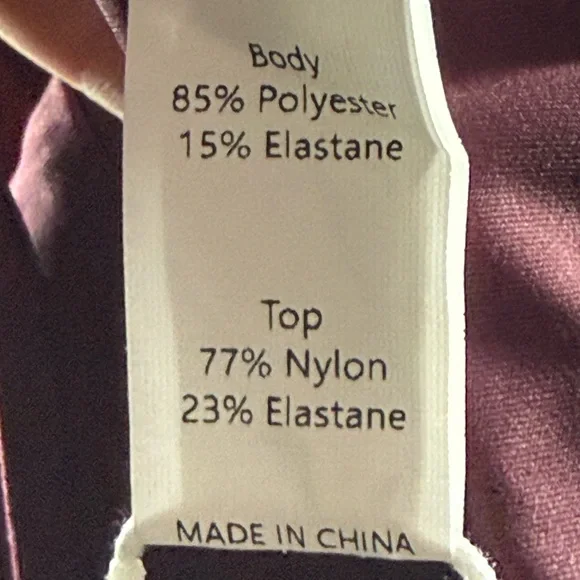 Body
85% Polyester
15% Elastane
Top
77% Nylon
23% Elastane
MADE IN CHINA